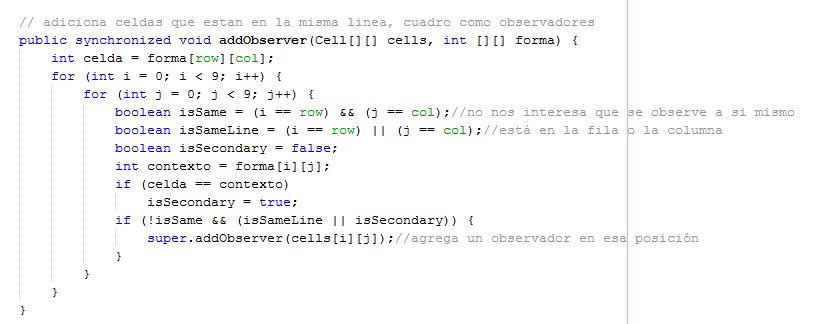 // adiciona celdas que estan en la misma linea, cuadro como observadores
public synchronized void addObserver(Cell[][] cells, int [][] forma) {
    int celda = forma[row][col];
    for (int i = 0; i < 9; i++) {
        for (int j = 0; j < 9; j++) {
            boolean isSame = (i == row) && (j == col);//no nos interesa que se observe a si mismo
            boolean isSameLine = (i == row) || (j == col);//está en la fila o la columna
            boolean isSecondary = false;
            int contexto = forma[i][j];
            if (celda == contexto)
                isSecondary = true;
            if (!isSame && (isSameLine || isSecondary)) {
                super.addObserver(cells[i][j]);//agrega un observador en esa posición
            }
        }
    }
}